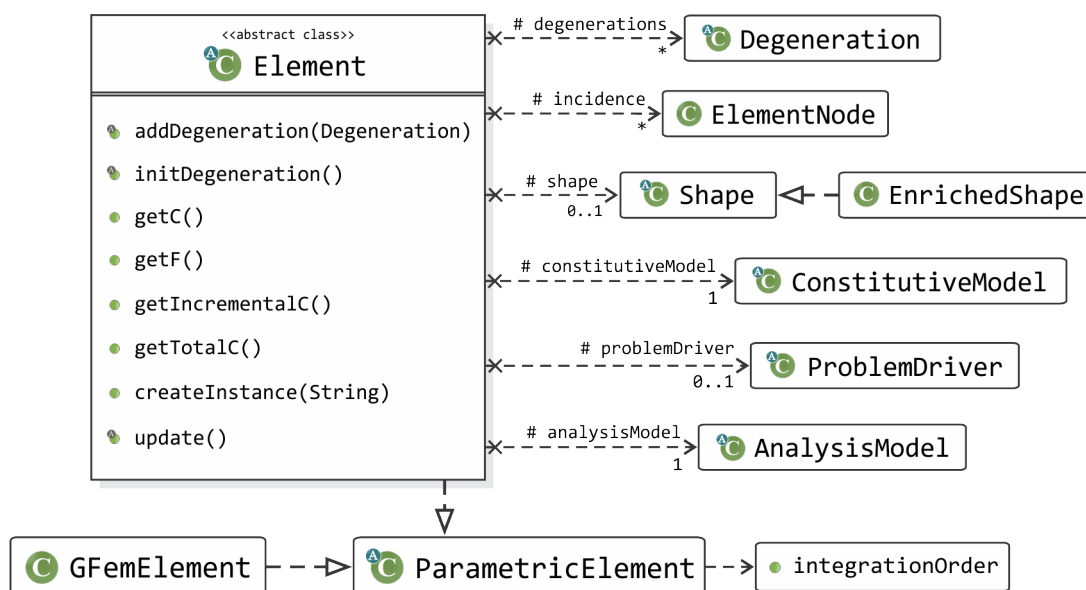 <<abstract class>>
Element
addDegeneration(Degeneration)
initDegeneration()
getC()
getF()
getIncrementalC()
getTotalC()
createInstance(String)
update()
# degenerations
*
Degeneration
# incidence
*
ElementNode
# shape
0..1
Shape
EnrichedShape
# constitutiveModel
1
ConstitutiveModel
# problemDriver
0..1
ProblemDriver
# analysisModel
1
AnalysisModel
GFemElement
ParametricElement
integrationOrder